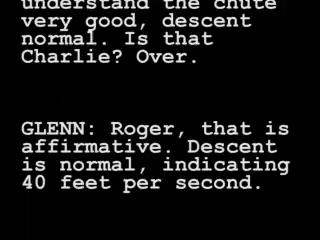 understand the chute
very good, descent
normal. Is that
Charlie? Over.
GLENN: Roger, that is
affirmative. Descent
is normal, indicating
40 feet per second.